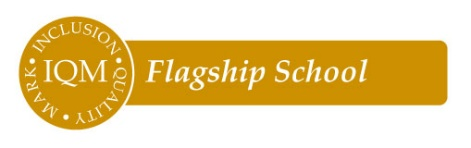 INCLUSION • QUALITY • MARK •
IQM
Flagship School